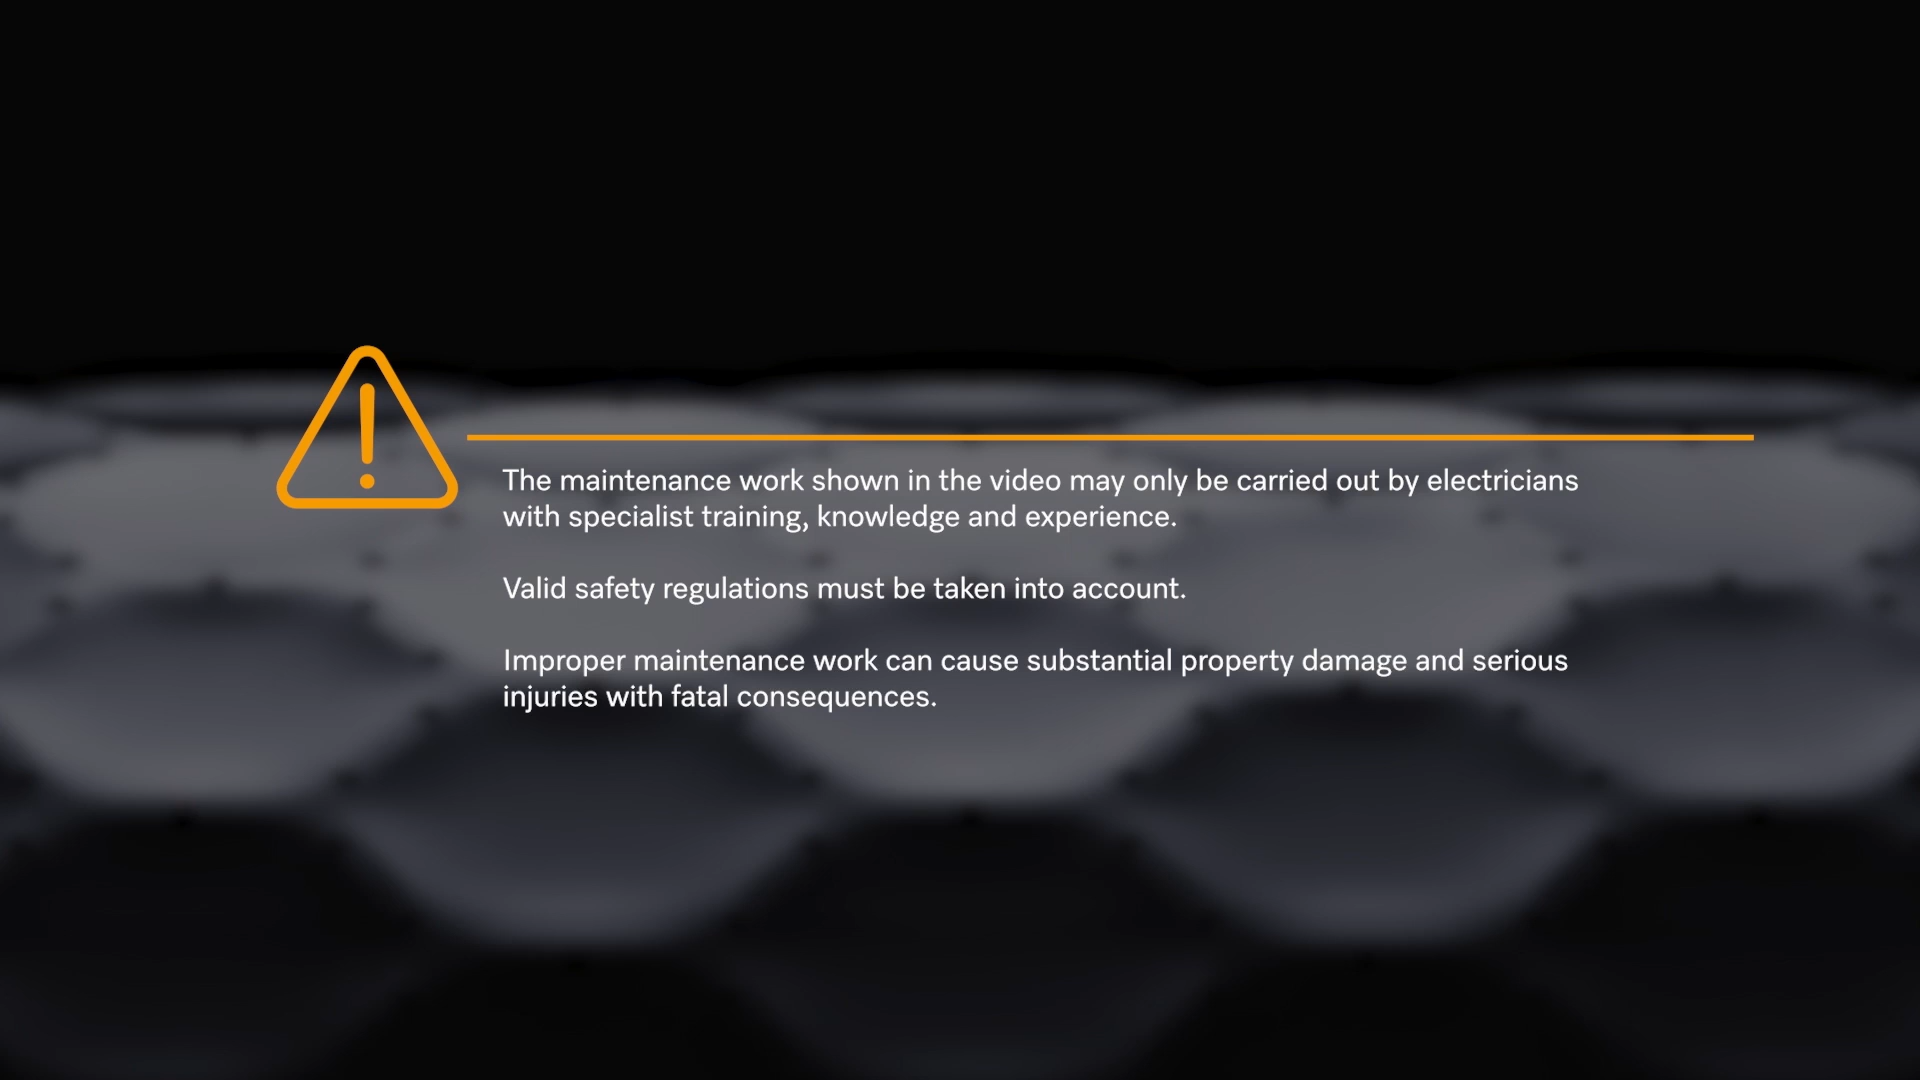 The maintenance work shown in the video may only be carried out by electricians
with specialist training, knowledge and experience.
Valid safety regulations must be taken into account.
Improper maintenance work can cause substantial property damage and serious
injuries with fatal consequences.